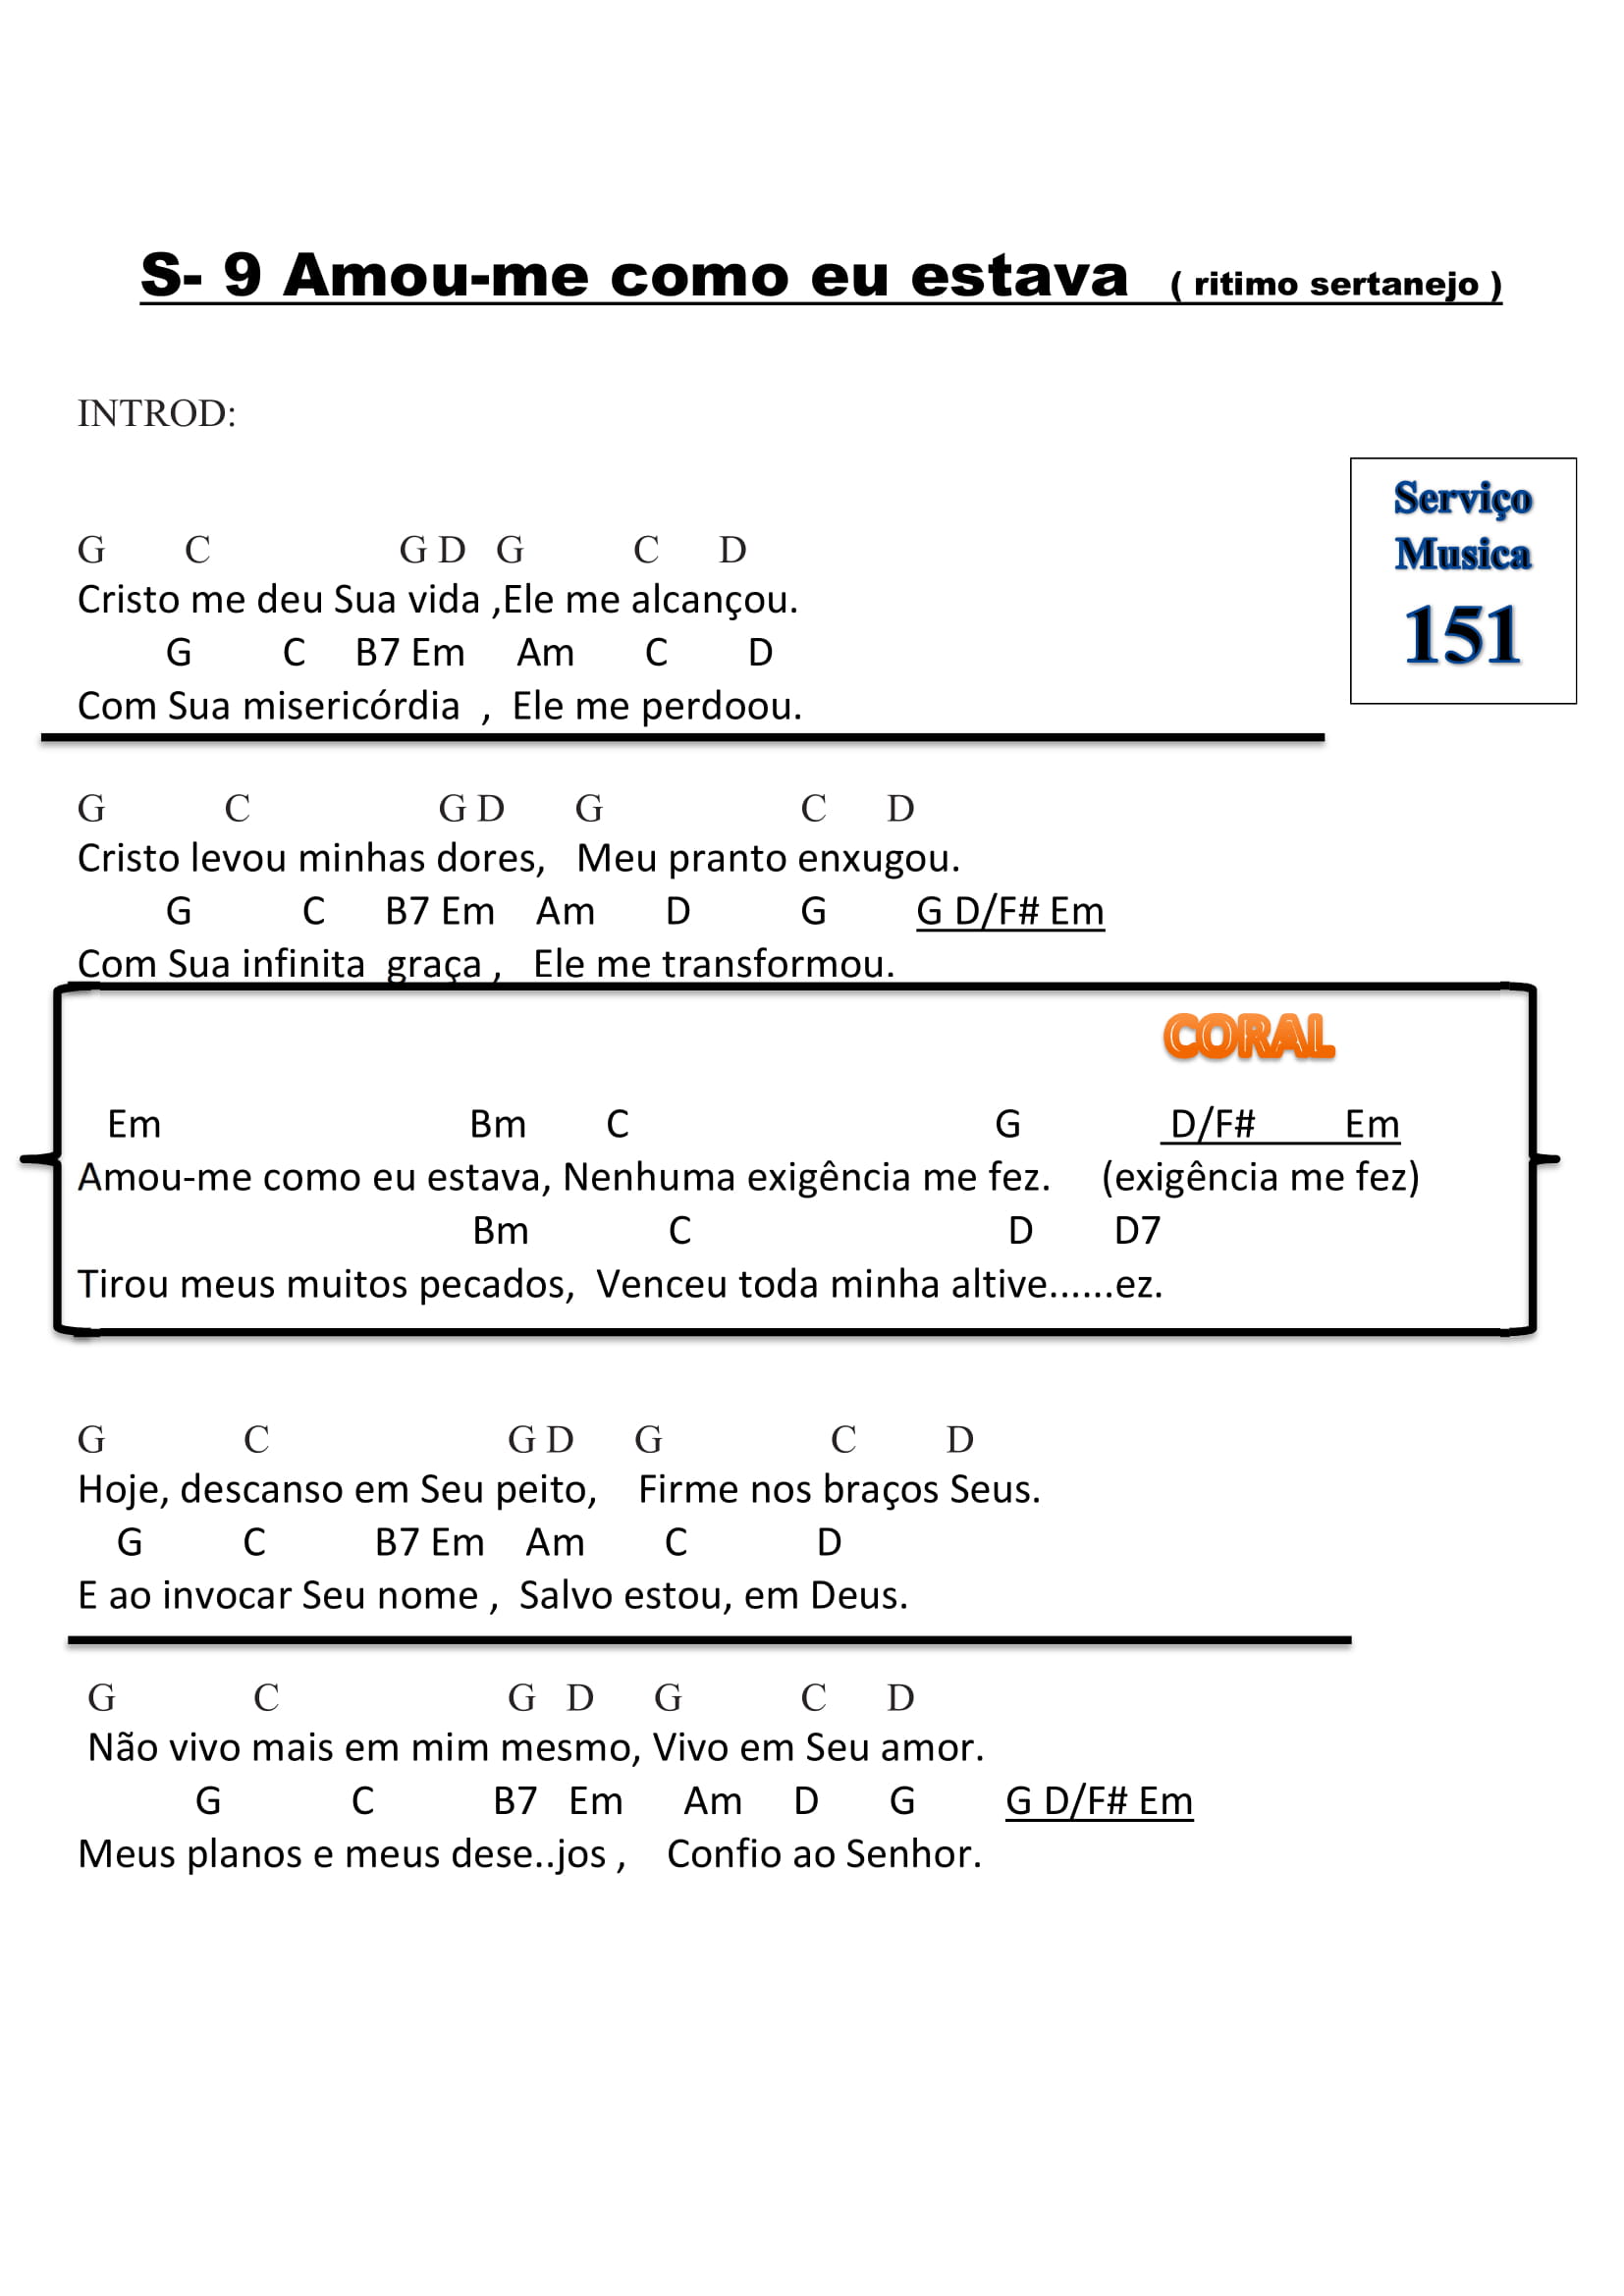 S- 9 Amou-me como eu estava ( ritimo sertanejo )
INTROD:
Serviço
Musica
151
G C G D G C D
Cristo me deu Sua vida ,Ele me alcançou.
G C B7 Em Am C D
Com Sua misericórdia , Ele me perdoou.
G C G D G C D
Cristo levou minhas dores, Meu pranto enxugou.
G C B7 Em Am D G G D/F# Em
Com Sua infinita graça , Ele me transformou.
CORAL
Em Bm C G D/F# Em
Amou-me como eu estava, Nenhuma exigência me fez. (exigência me fez)
Bm C D D7
Tirou meus muitos pecados, Venceu toda minha altive......ez.
G C G D G C D
Hoje, descanso em Seu peito, Firme nos braços Seus.
G C B7 Em Am C D
E ao invocar Seu nome , Salvo estou, em Deus.
G C G D G C D
Não vivo mais em mim mesmo, Vivo em Seu amor.
G C B7 Em Am D G G D/F# Em
Meus planos e meus dese..jos , Confio ao Senhor.